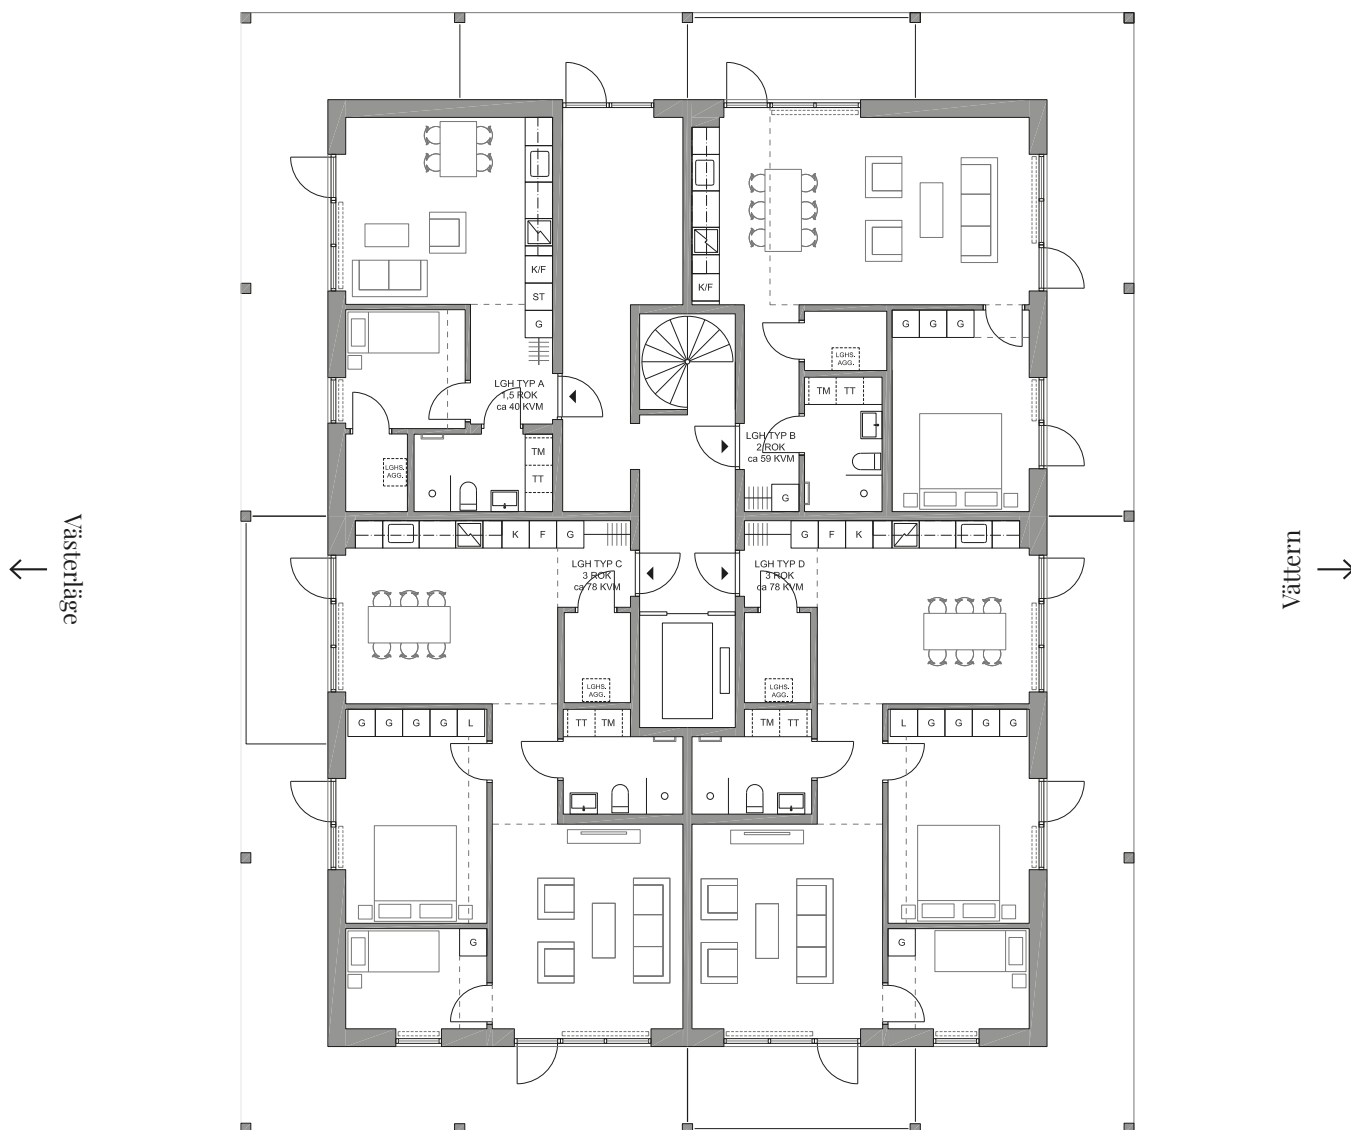 K/F
ST
G
LGH TYP A
1,5 ROK
ca 40 KVM
LGHS.
AGG.
TM
TT
K/F
G G G
LGHS.
AGG.
TM TT
LGH TYP B
2 ROK
ca 59 KVM
G
Västerläge
Vättern
K F G
LGH TYP C
3 ROK
ca 78 KVM
G F K
LGH TYP D
3 ROK
ca 78 KVM
LGHS.
AGG.
LGHS.
AGG.
G G G G L
TT TM
TM TT
L G G G G
G
G